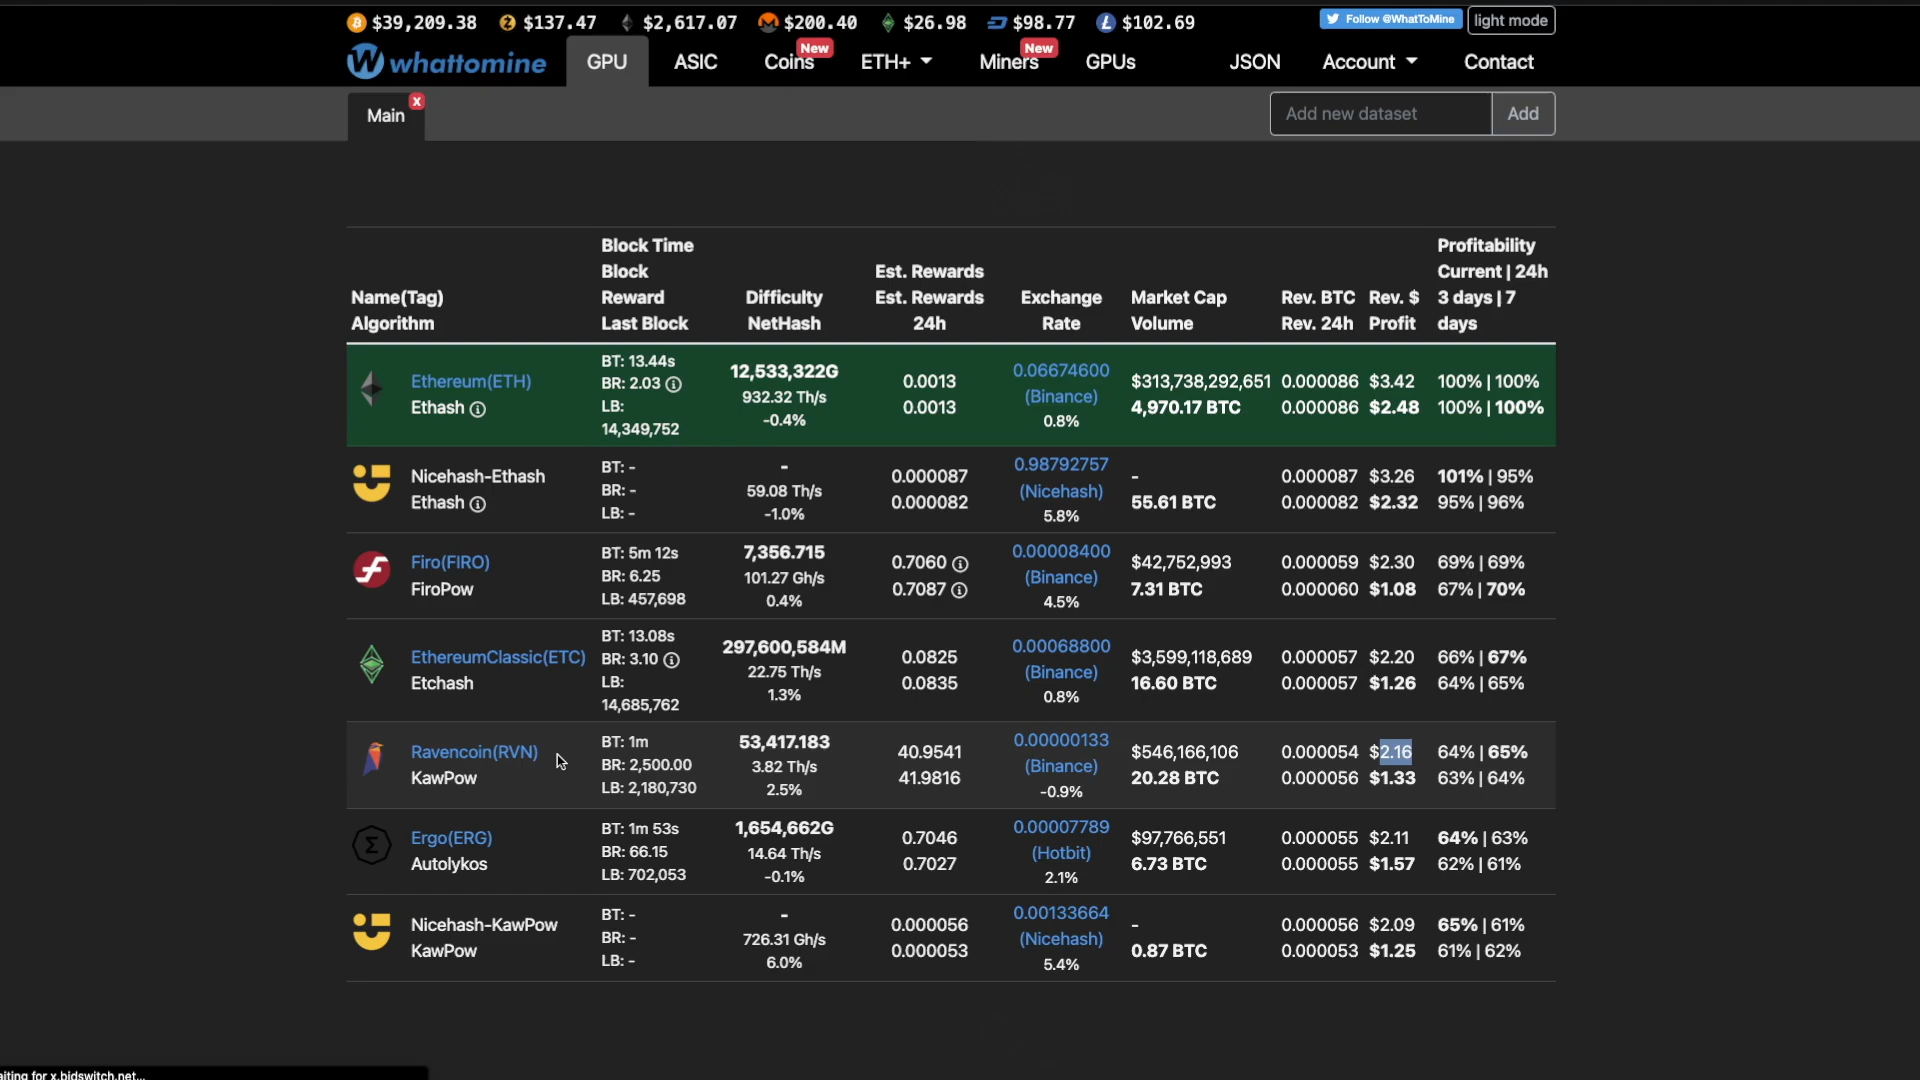 $39,209.38 $137.47 $2,617.07 $200.40 $26.98 $98.77 $102.69 Follow @WhatToMine light mode
whattomine GPU ASIC Coins New ETH+ Miners New GPUs JSON Account Contact
Main x Add new dataset Add
Name(Tag) Algorithm
Block Time Block Reward Last Block
Difficulty NetHash
Est. Rewards Est. Rewards 24h
Exchange Rate
Market Cap Volume
Rev. BTC Rev. 24h
Rev. $ Profit
Profitability Current | 24h 3 days | 7 days
Ethereum(ETH)
Ethash
BT: 13.44s
BR: 2.03
LB:
14,349,752
12,533,322G
932.32 Th/s
-0.4%
0.0013
0.0013
0.06674600
(Binance)
0.8%
$313,738,292,651
4,970.17 BTC
0.000086
0.000086
$3.42
$2.48
100% | 100%
100% | 100%
Nicehash-Ethash
Ethash
BT: -
BR: -
LB: -
-
59.08 Th/s
-1.0%
0.000087
0.000082
0.98792757
(Nicehash)
5.8%
-
55.61 BTC
0.000087
0.000082
$3.26
$2.32
101% | 95%
95% | 96%
Firo(FIRO)
FiroPow
BT: 5m 12s
BR: 6.25
LB: 457,698
7,356.715
101.27 Gh/s
0.4%
0.7060
0.7087
0.00008400
(Binance)
4.5%
$42,752,993
7.31 BTC
0.000059
0.000060
$2.30
$1.08
69% | 69%
67% | 70%
EthereumClassic(ETC)
Etchash
BT: 13.08s
BR: 3.10
LB:
14,685,762
297,600,584M
22.75 Th/s
1.3%
0.0825
0.0835
0.00068800
(Binance)
0.8%
$3,599,118,689
16.60 BTC
0.000057
0.000057
$2.20
$1.26
66% | 67%
64% | 65%
Ravencoin(RVN)
KawPow
BT: 1m
BR: 2,500.00
LB: 2,180,730
53,417.183
3.82 Th/s
2.5%
40.9541
41.9816
0.00000133
(Binance)
-0.9%
$546,166,106
20.28 BTC
0.000054
0.000056
$2.16
$1.33
64% | 65%
63% | 64%
Ergo(ERG)
Autolykos
BT: 1m 53s
BR: 66.15
LB: 702,053
1,654,662G
14.64 Th/s
-0.1%
0.7046
0.7027
0.00007789
(Hotbit)
2.1%
$97,766,551
6.73 BTC
0.000055
0.000055
$2.11
$1.57
64% | 63%
62% | 61%
Nicehash-KawPow
KawPow
BT: -
BR: -
LB: -
-
726.31 Gh/s
6.0%
0.000056
0.000053
0.00133664
(Nicehash)
5.4%
-
0.87 BTC
0.000056
0.000053
$2.09
$1.25
65% | 61%
61% | 62%
aiting for x.bidswitch.net...